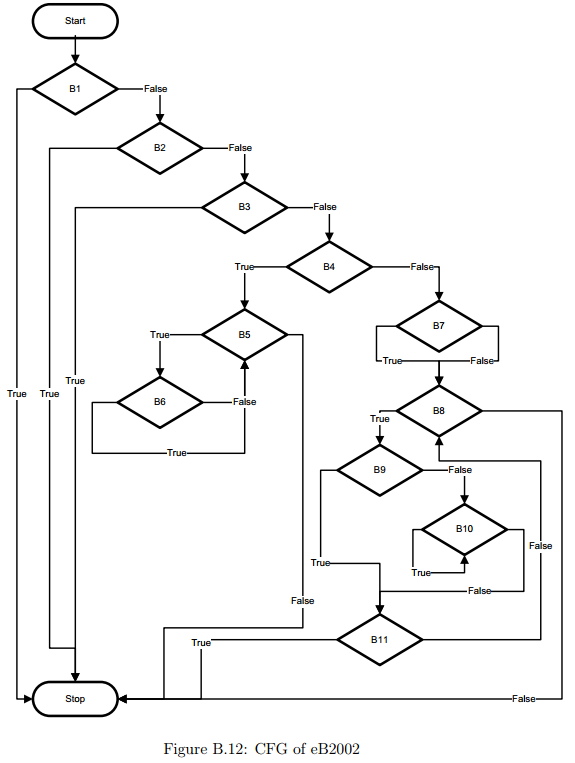 Start
B1
False
B2
False
B3
False
B4
True
False
B5
B7
True
True
False
True
True
True
B6
False
B8
True
True
B9
False
B10
False
True
True
False
False
B11
True
Stop
False
Figure B.12: CFG of eB2002